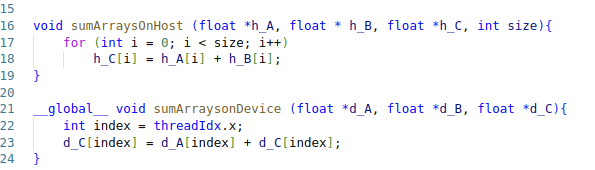 15
16 void sumArraysOnHost (float *h_A, float * h_B, float *h_C, int size){
17     for (int i = 0; i < size; i++)
18         h_C[i] = h_A[i] + h_B[i];
19 }
20
21 __global__ void sumArraysonDevice (float *d_A, float *d_B, float *d_C){
22     int index = threadIdx.x;
23     d_C[index] = d_A[index] + d_C[index];
24 }